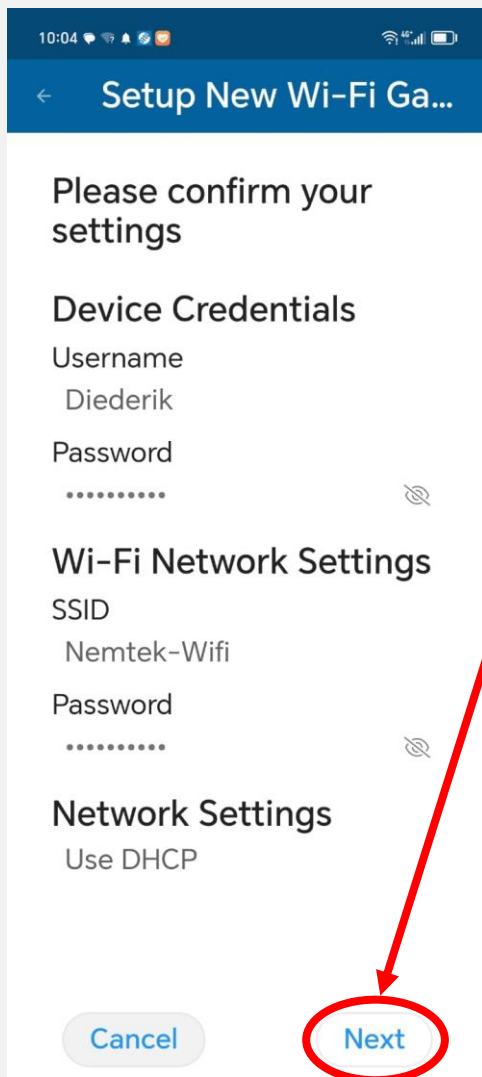 10:04
Setup New Wi-Fi Ga...
Please confirm your
settings
Device Credentials
Username
Diederik
Password
••••••••••
Wi-Fi Network Settings
SSID
Nemtek-Wifi
Password
••••••••••
Network Settings
Use DHCP
Cancel
Next